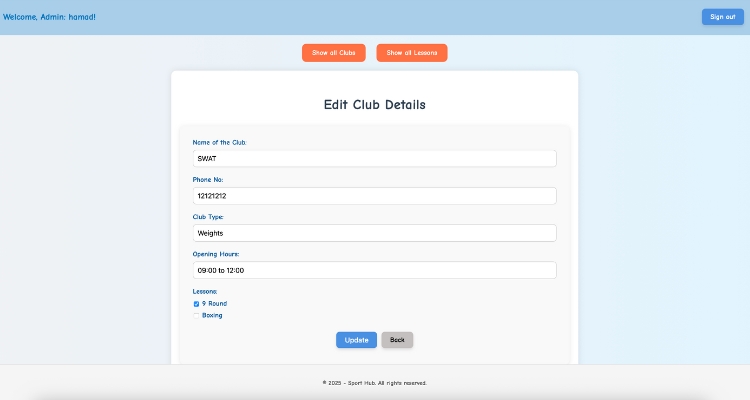 Welcome, Admin: hamad!
Sign out
Show all Clubs
Show all Lessons
Edit Club Details
Name of the Club:
SWAT
Phone No:
12121212
Club Type:
Weights
Opening Hours:
09:00 to 12:00
Lessons:
9 Round
Boxing
Update
Back
© 2025 - Sport Hub. All rights reserved.